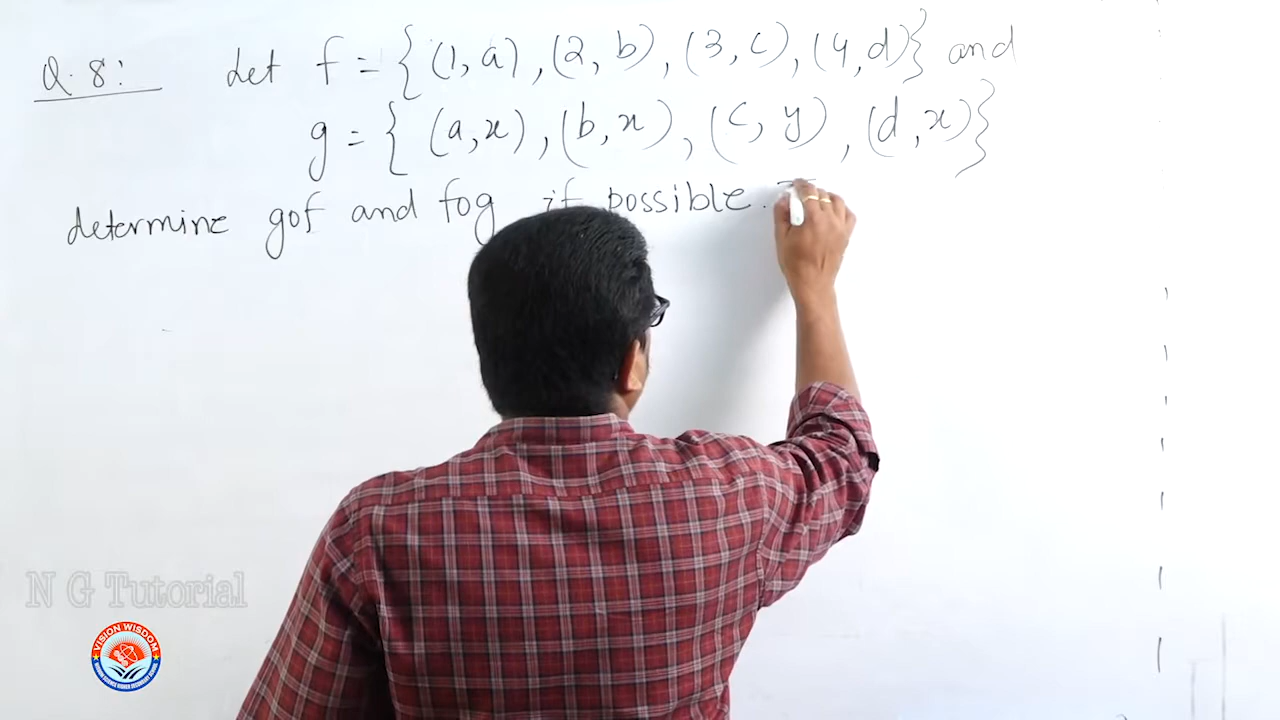 Q.8: Let f = {(1, a), (2, b), (3, c), (4, d)} and
g = { (a, x), (b, x), (c, y), (d, x)}
determine gof and fog if possible.
N G Tutorial
VISION WISDOM